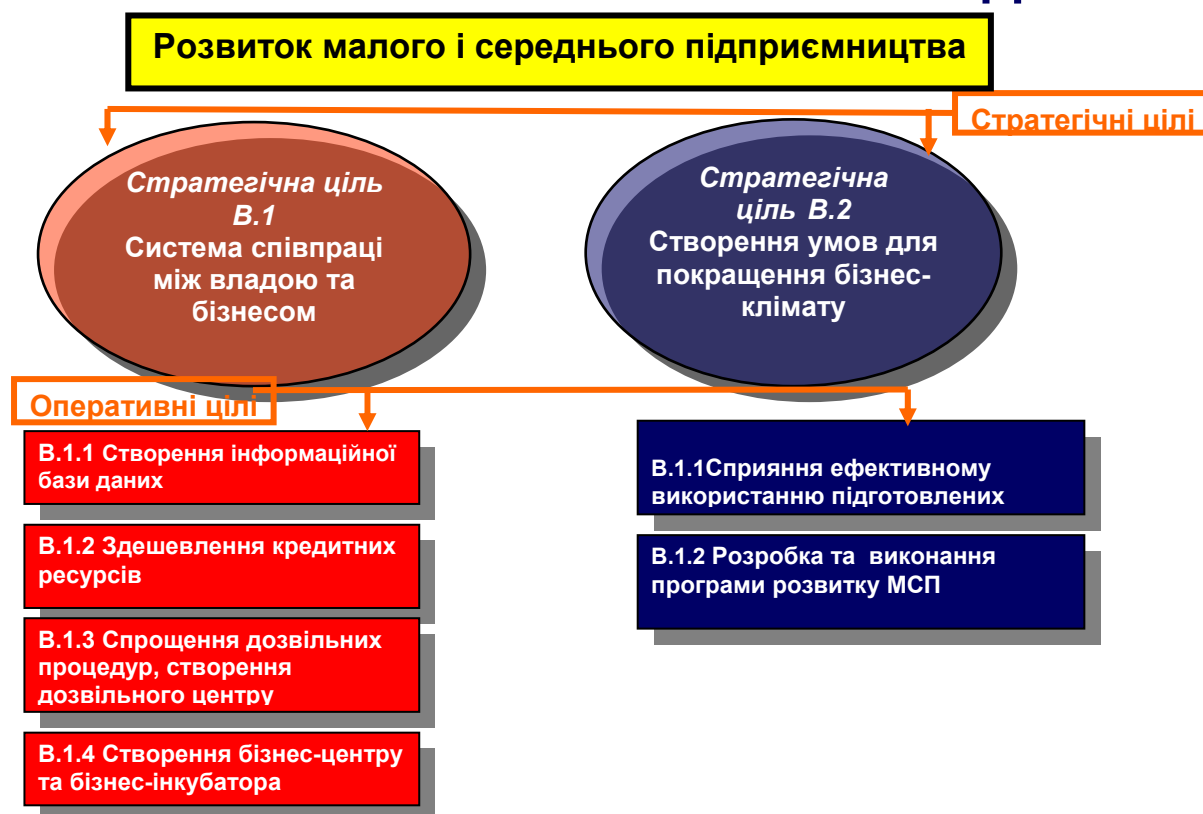 Розвиток малого і середнього підприємництва
Стратегічні цілі
Стратегічна ціль
В.1
Система співпраці
між владою та
бізнесом
Стратегічна
ціль В.2
Створення умов для
покращення бізнес-
клімату
Оперативні цілі
В.1.1 Створення інформаційної
бази даних
В.1.2 Здешевлення кредитних
ресурсів
В.1.3 Спрощення дозвільних
процедур, створення
дозвільного центру
В.1.4 Створення бізнес-центру
та бізнес-інкубатора
В.1.1Сприяння ефективному
використанню підготовлених
В.1.2 Розробка та виконання
програми розвитку МСП